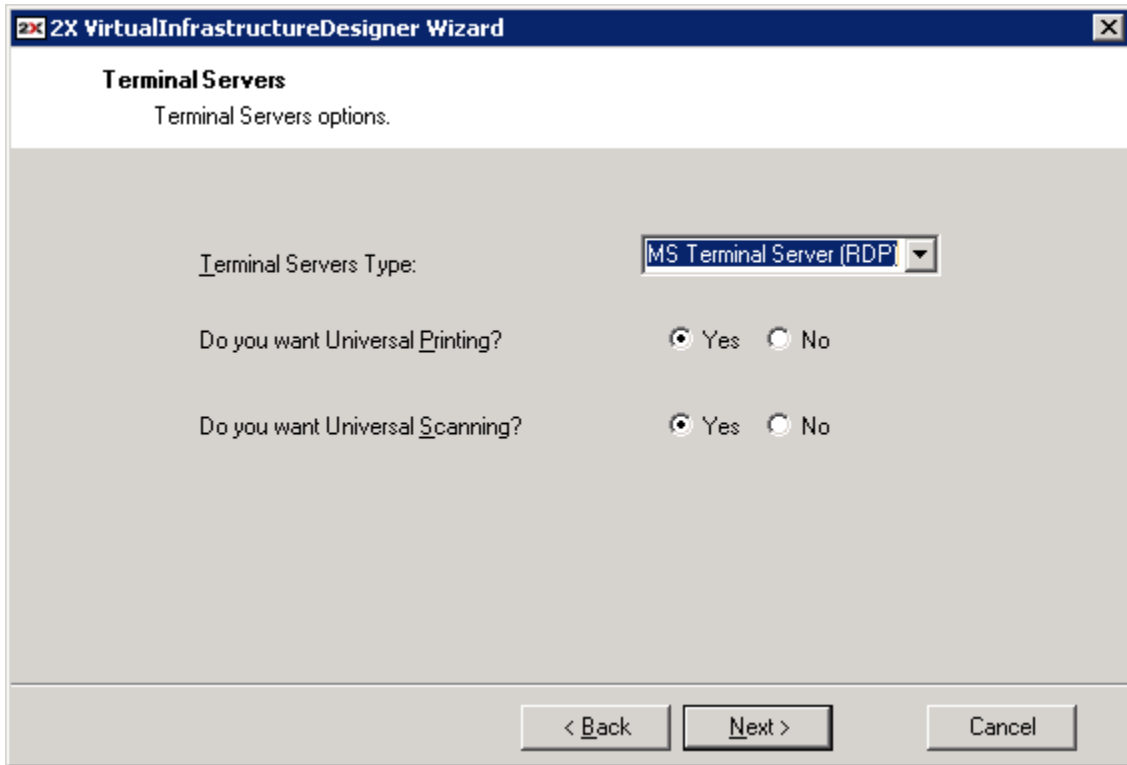 2X 2X VirtualInfrastructureDesigner Wizard
Terminal Servers
Terminal Servers options.
Terminal Servers Type: MS Terminal Server (RDP)
Do you want Universal Printing? Yes No
Do you want Universal Scanning? Yes No
< Back Next > Cancel